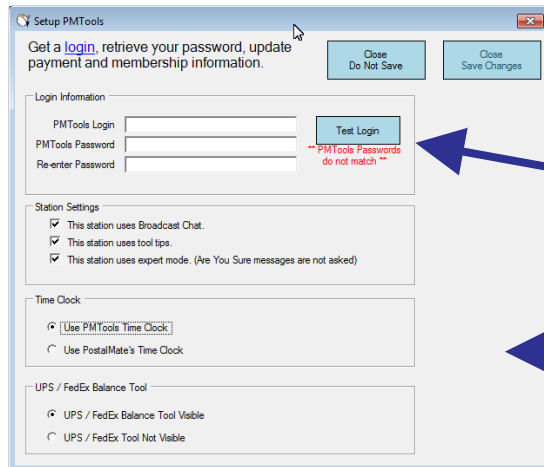 Setup PMTools
Get a login, retrieve your password, update
payment and membership information.
Close
Do Not Save
Close
Save Changes
Login Information
PMTools Login
PMTools Password
Re-enter Password
Test Login
** PMTools Passwords
do not match **
Station Settings
This station uses Broadcast Chat.
This station uses tool tips.
This station uses expert mode. (Are You Sure messages are not asked)
Time Clock
Use PMTools Time Clock
Use PostalMate's Time Clock
UPS / FedEx Balance Tool
UPS / FedEx Balance Tool Visible
UPS / FedEx Tool Not Visible